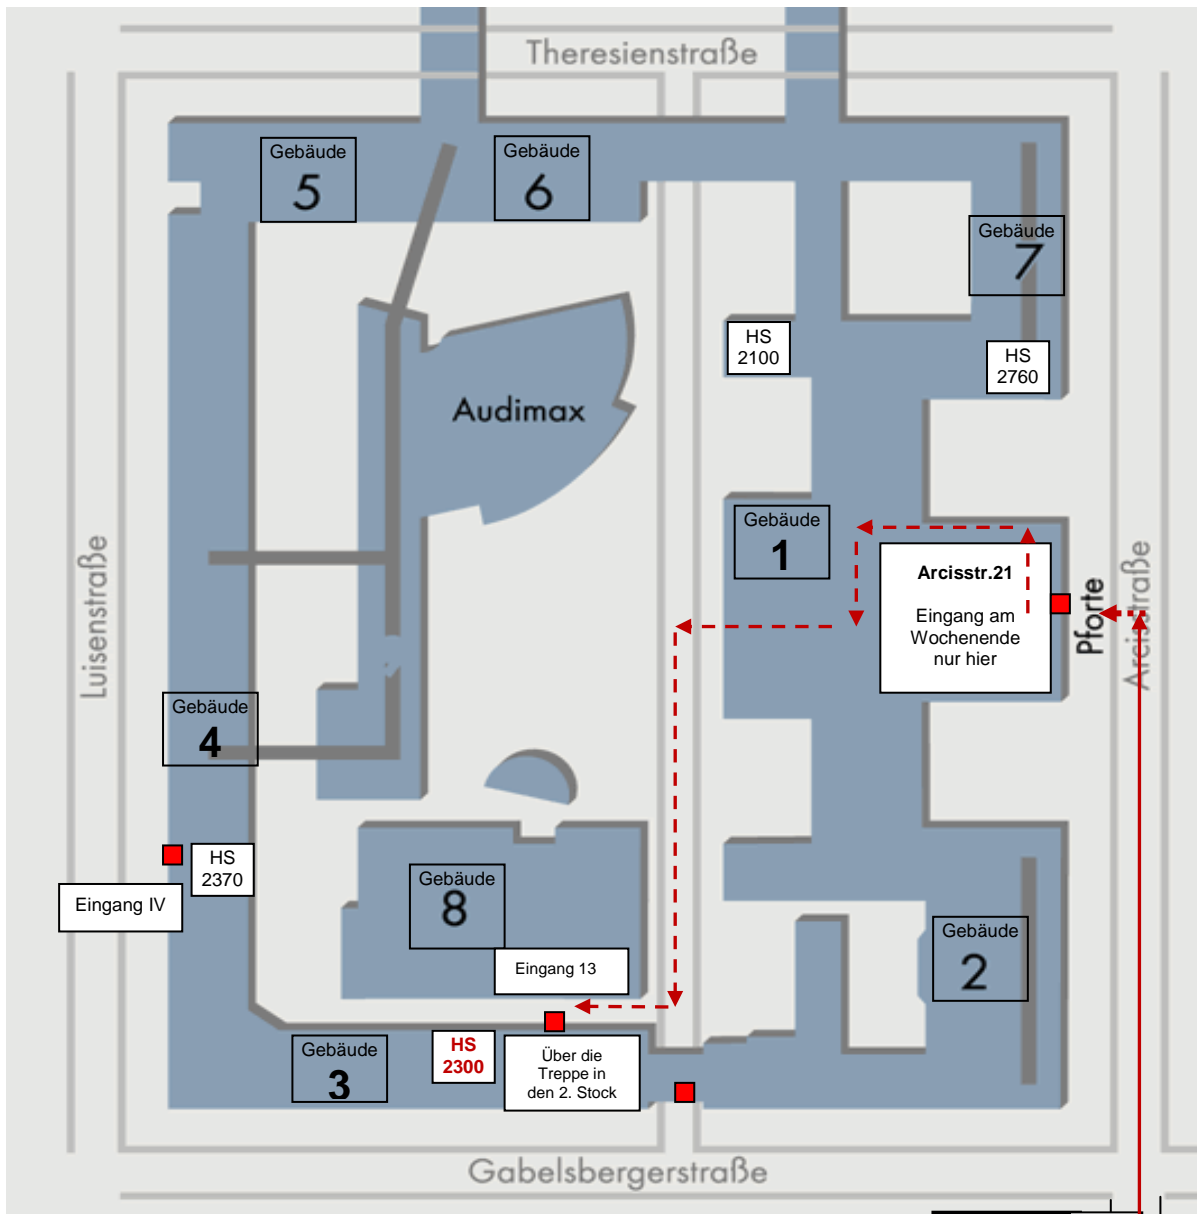 Theresienstraße
Gebäude
5
Gebäude
6
Gebäude
7
HS
2100
HS
2760
Audimax
Gebäude
1
Arcisstr.21
Eingang am
Wochenende
nur hier
Pforte
Arcisstraße
Luisenstraße
Gebäude
4
HS
2370
Eingang IV
Gebäude
8
Eingang 13
Gebäude
2
Gebäude
3
HS
2300
Über die
Treppe in
den 2. Stock
Gabelsbergerstraße